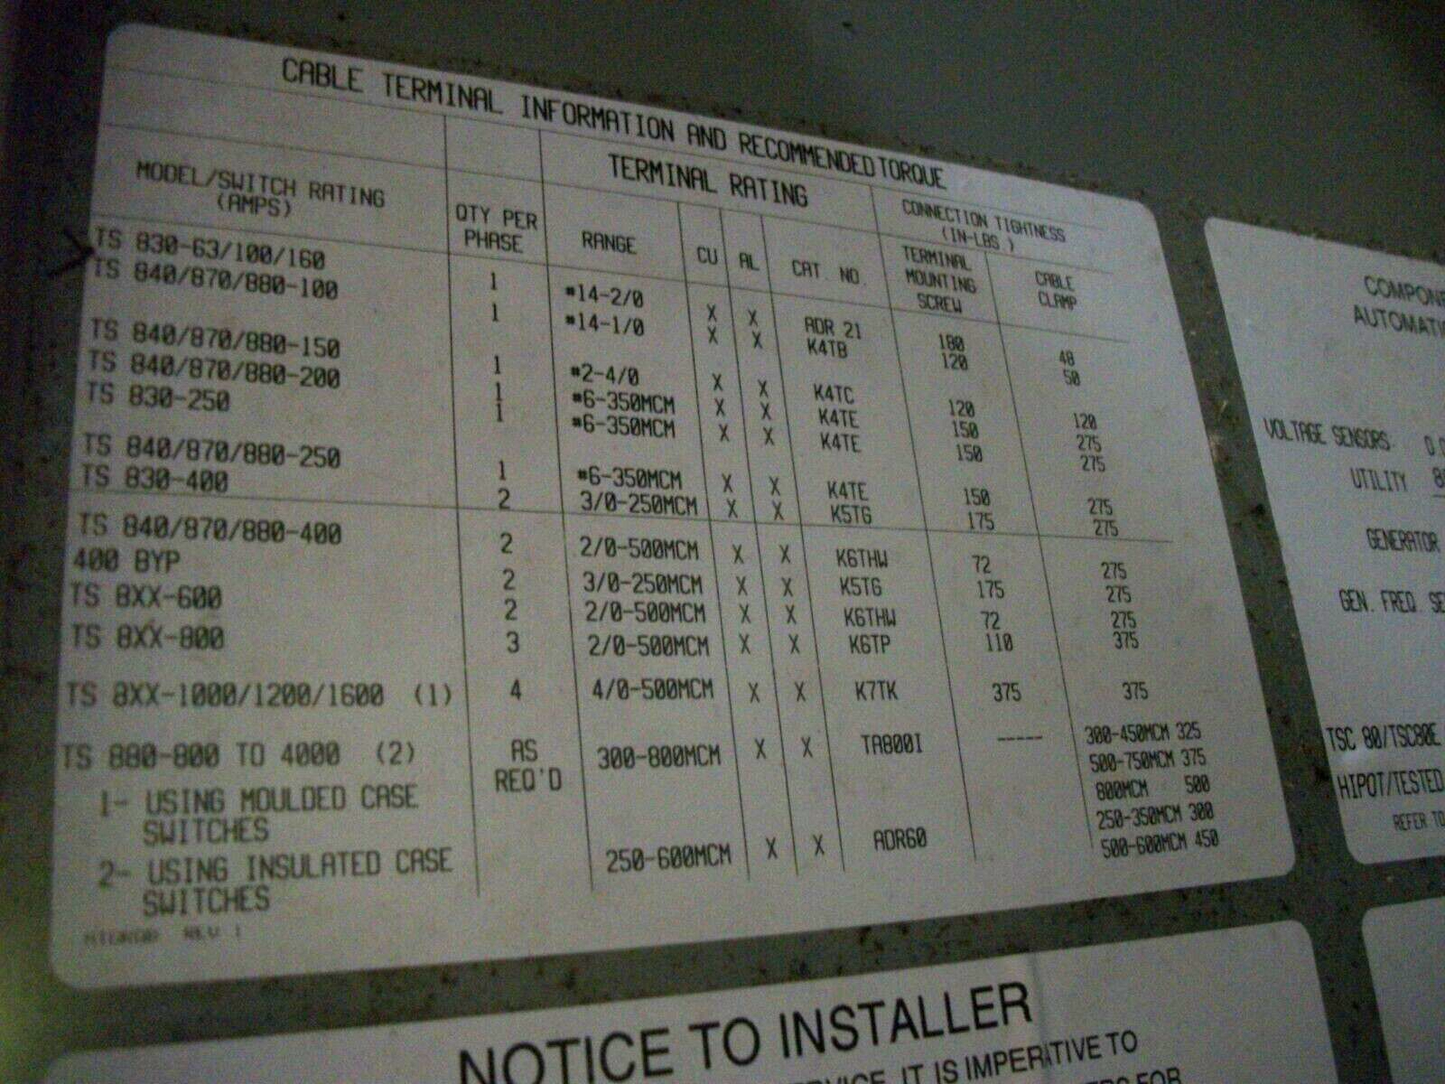 CABLE TERMINAL INFORMATION AND RECOMMENDED TORQUE
TERMINAL RATING
MODEL/SWITCH RATING (AMPS)
QTY PER PHASE
RANGE
CU
AL
CAT. NO.
CONNECTION TIGHTNESS (IN-LBS.)
TERMINAL MOUNTING SCREW
CABLE CLAMP
TS 830-63/100/160 1 #14-2/0 X X ADR 21 180 48
TS 840/870/880-100 1 #14-1/0 X X K4TB 120 50
TS 840/870/880-150 1 #2-4/0 X X K4TC 120 120
TS 840/870/880-200 1 #6-350MCM X X K4TE 150 275
TS 830-250 1 #6-350MCM X X K4TE 150 275
TS 840/870/880-250 1 #6-350MCM X X K4TE 150 275
TS 830-400 2 3/0-250MCM X X K5TG 175 275
TS 840/870/880-400 2 2/0-500MCM X X K6THW 72 275
400 BYP 2 3/0-250MCM X X K5TG 175 275
TS 8XX-600 2 2/0-500MCM X X K6THW 72 275
TS 8XX-800 3 2/0-500MCM X X K6TP 110 375
TS 8XX-1000/1200/1600 (1) 4 4/0-500MCM X X K7TK 375 375
TS 880-800 TO 4000 (2) AS REQ'D 300-800MCM X X TA800I ----- 300-450MCM 325
500-750MCM 375
800MCM 500
250-600MCM X X ADR60 250-350MCM 300
500-600MCM 450
1- USING MOULDED CASE
SWITCHES
2- USING INSULATED CASE
SWITCHES
REV 1
NOTICE TO INSTALLER
IT IS IMPERATIVE TO
FOR
VOLTAGE SENSORS
UTILITY
GENERATOR
GEN. FREQ.
TSC 80/TSC80E
HIPOT/TESTED
REFER TO